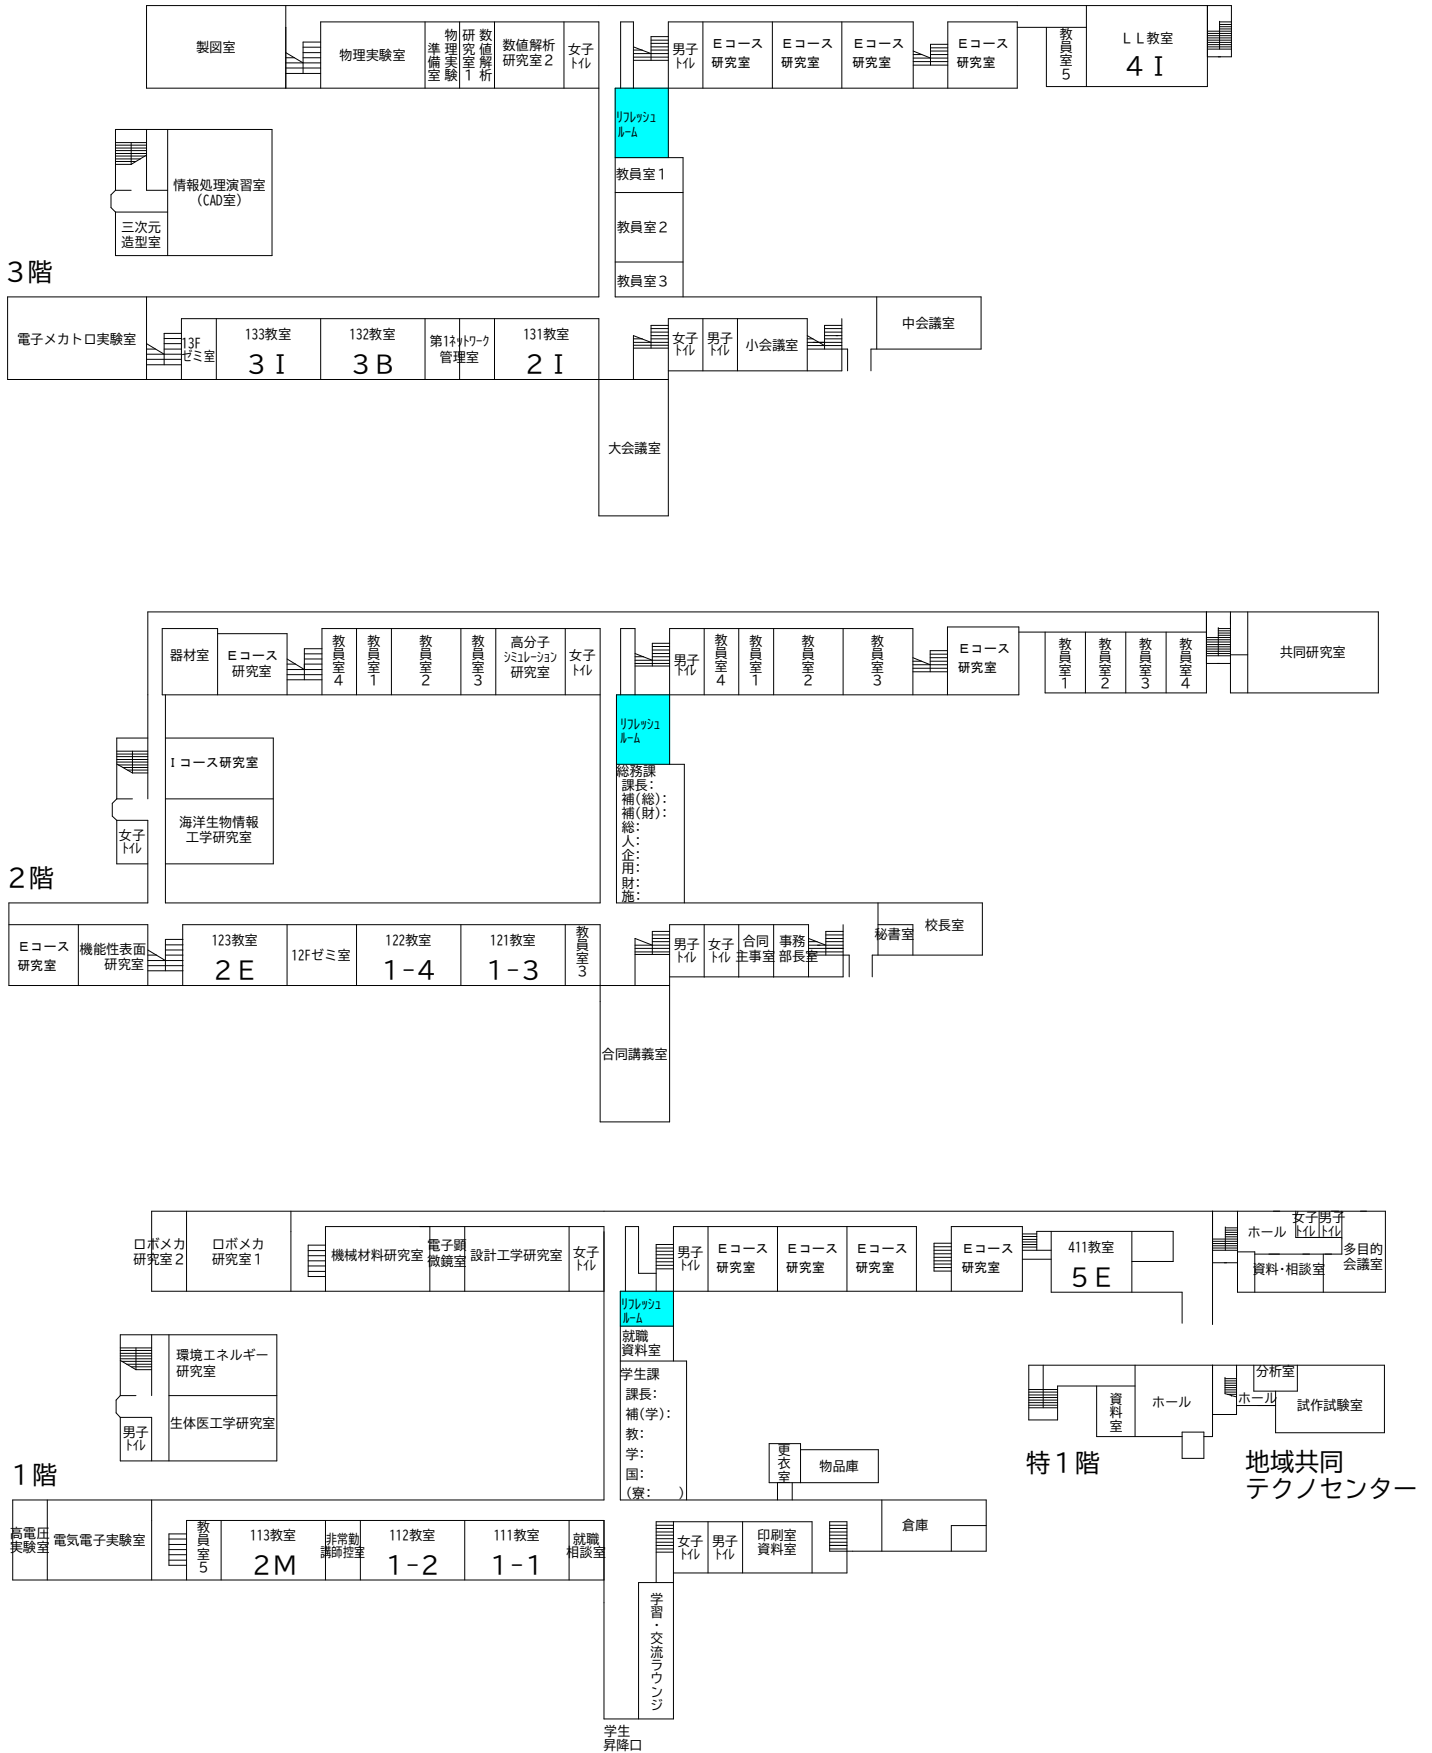 製図室
物理実験室
物理実験
準備室
数値解析
研究室１
数値解析
研究室２
女子
トイレ
男子
トイレ
Ｅコース
研究室
Ｅコース
研究室
Ｅコース
研究室
Ｅコース
研究室
教員室５
ＬＬ教室
４Ｉ
リフレッシュ
ルーム
教員室１
教員室２
教員室３
情報処理演習室
(CAD室)
三次元
造型室
３階
電子メカトロ実験室
13F
ゼミ室
133教室
３Ｉ
132教室
３Ｂ
第1ネットワーク
管理室
131教室
２Ｉ
女子
トイレ
男子
トイレ
小会議室
中会議室
大会議室
器材室
Ｅコース
研究室
教員室４
教員室１
教員室２
教員室３
高分子
シミュレーション
研究室
女子
トイレ
男子
トイレ
教員室４
教員室１
教員室２
教員室３
Ｅコース
研究室
教員室１
教員室２
教員室３
教員室４
共同研究室
リフレッシュ
ルーム
総務課
課長：
補(総)：
補(財)：
総：
人：
企：
用：
財：
施：
Ｉコース研究室
海洋生物情報
工学研究室
女子
トイレ
２階
Ｅコース
研究室
機能性表面
研究室
123教室
２Ｅ
12Fゼミ室
122教室
１-４
121教室
１-３
教員室３
男子
トイレ
女子
トイレ
合同
主事室
事務
部長室
秘書室
校長室
合同講義室
ロボメカ
研究室２
ロボメカ
研究室１
機械材料研究室
電子顕
微鏡室
設計工学研究室
女子
トイレ
男子
トイレ
Ｅコース
研究室
Ｅコース
研究室
Ｅコース
研究室
Ｅコース
研究室
411教室
５Ｅ
ホール
女子
トイレ
男子
トイレ
多目的
会議室
資料・相談室
リフレッシュ
ルーム
就職
資料室
学生課
課長：
補(学)：
教：
学：
国：
(寮：　　)
環境エネルギー
研究室
生体医工学研究室
男子
トイレ
１階
資料室
ホール
ホール
分析室
試作試験室
特１階
地域共同
テクノセンター
更衣室
物品庫
高電圧
実験室
電気電子実験室
教員室５
113教室
２Ｍ
非常勤
講師控室
112教室
１-２
111教室
１-１
就職
相談室
女子
トイレ
男子
トイレ
印刷室
資料室
倉庫
学習・交流ラウンジ
学生
昇降口